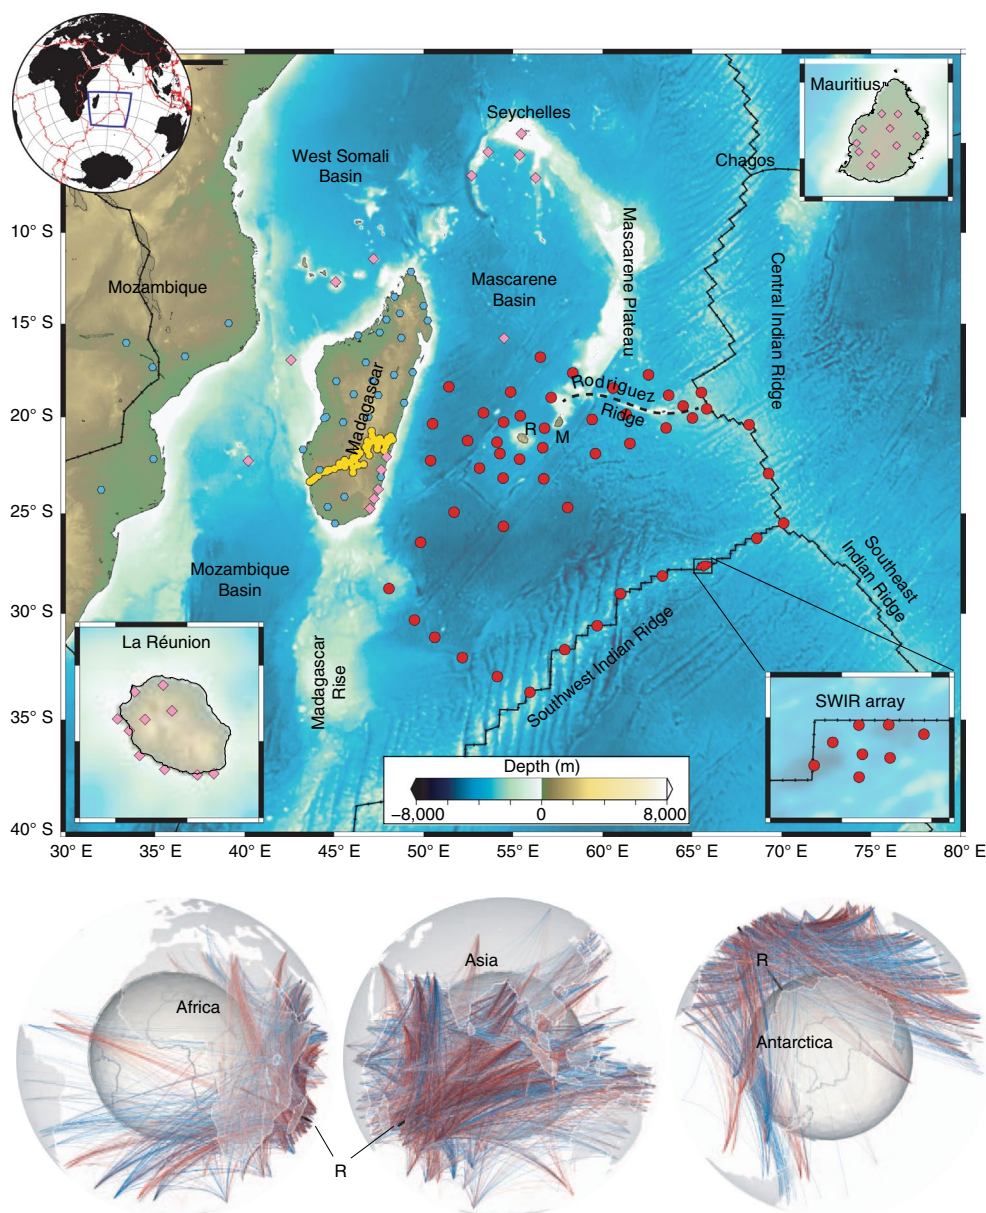 Seychelles
Mauritius
West Somali
Basin
Chagos
10° S
Mozambique
Mascarene
Basin
Mascarene Plateau
Central Indian Ridge
15° S
Madagascar
Rodriguez
Ridge
20° S
R
M
25° S
Mozambique
Basin
Southeast
Indian Ridge
30° S
La Réunion
Madagascar
Rise
Southwest Indian Ridge
SWIR array
35° S
Depth (m)
−8,000
0
8,000
40° S
30° E
35° E
40° E
45° E
50° E
55° E
60° E
65° E
70° E
75° E
80° E
Africa
Asia
R
Antarctica
R